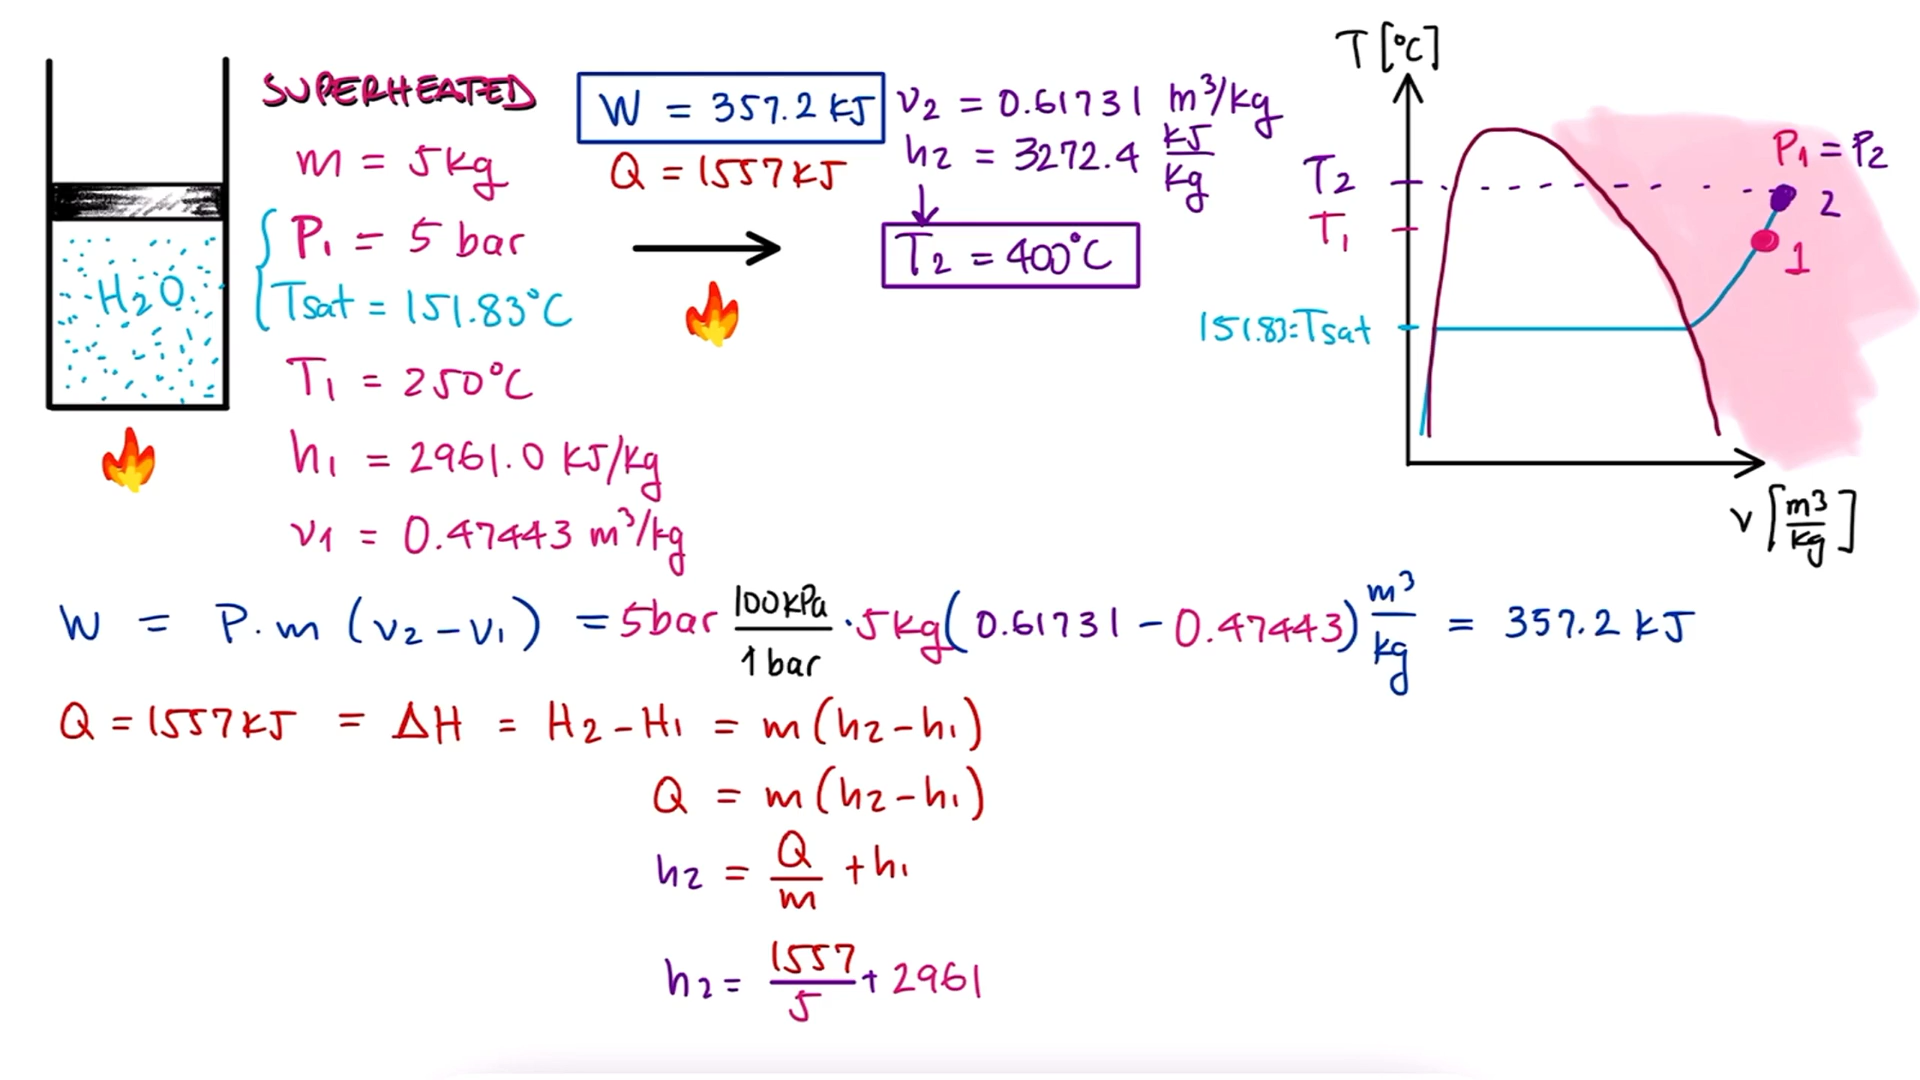 SUPERHEATED
m = 5kg
P₁ = 5 bar
Tsat = 151.83°C
T₁ = 250°C
h₁ = 2961.0 kJ/kg
v₁ = 0.47443 m³/kg
H₂O
W = 357.2 kJ
Q = 1557 kJ
v₂ = 0.61731 m³/kg
h₂ = 3272.4 kJ/kg
T₂ = 400°C
T [°C]
P₁ = P₂
T₂
2
T₁
1
151.83=Tsat
v [m³/kg]
W = P.m (v₂-v₁) = 5bar 100kPa/1bar · 5kg(0.61731 - 0.47443) m³/kg = 357.2 kJ
Q = 1557kJ = ΔH = H₂-H₁ = m(h₂-h₁)
Q = m(h₂-h₁)
h₂ = Q/m + h₁
h₂ = 1557/5 + 2961